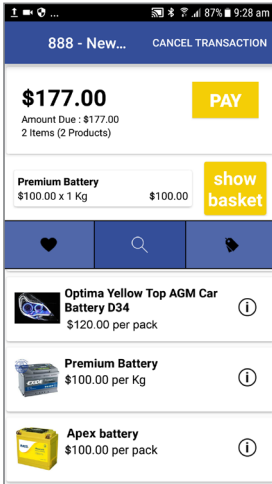 87% 9:28 am
888 - New... CANCEL TRANSACTION
$177.00
PAY
Amount Due : $177.00
2 Items (2 Products)
Premium Battery
$100.00 x 1 Kg $100.00
show
basket
Optima Yellow Top AGM Car
Battery D34
$120.00 per pack
Premium Battery
$100.00 per Kg
EXIDE
Apex battery
$100.00 per pack